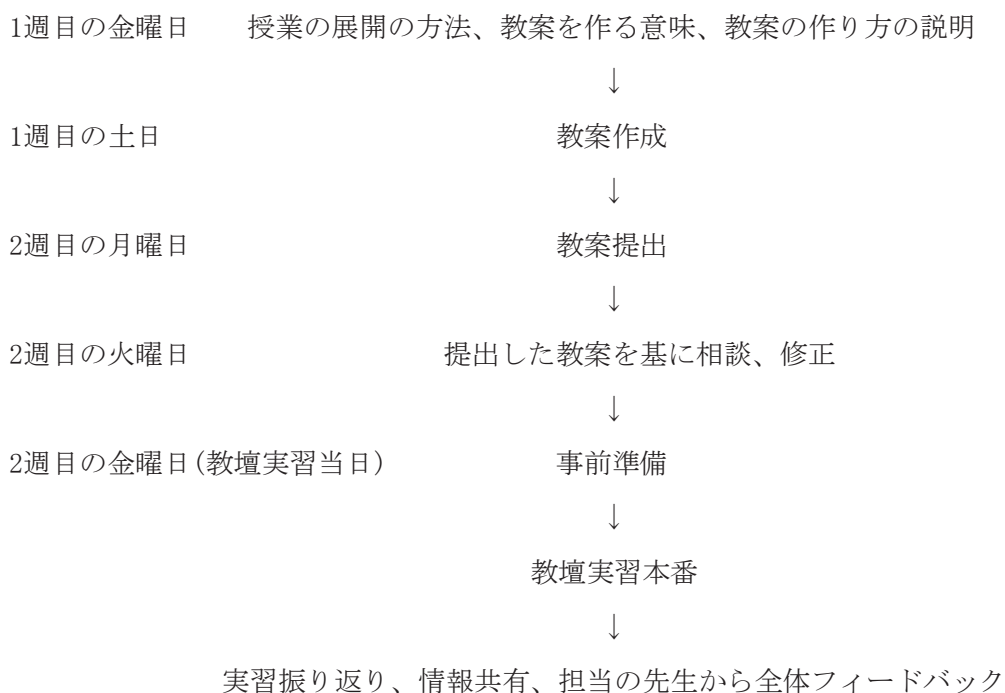 1週目の金曜日　授業の展開の方法、教案を作る意味、教案の作り方の説明
↓
1週目の土日　教案作成
↓
2週目の月曜日　教案提出
↓
2週目の火曜日　提出した教案を基に相談、修正
↓
2週目の金曜日(教壇実習当日)　事前準備
↓
教壇実習本番
↓
実習振り返り、情報共有、担当の先生から全体フィードバック